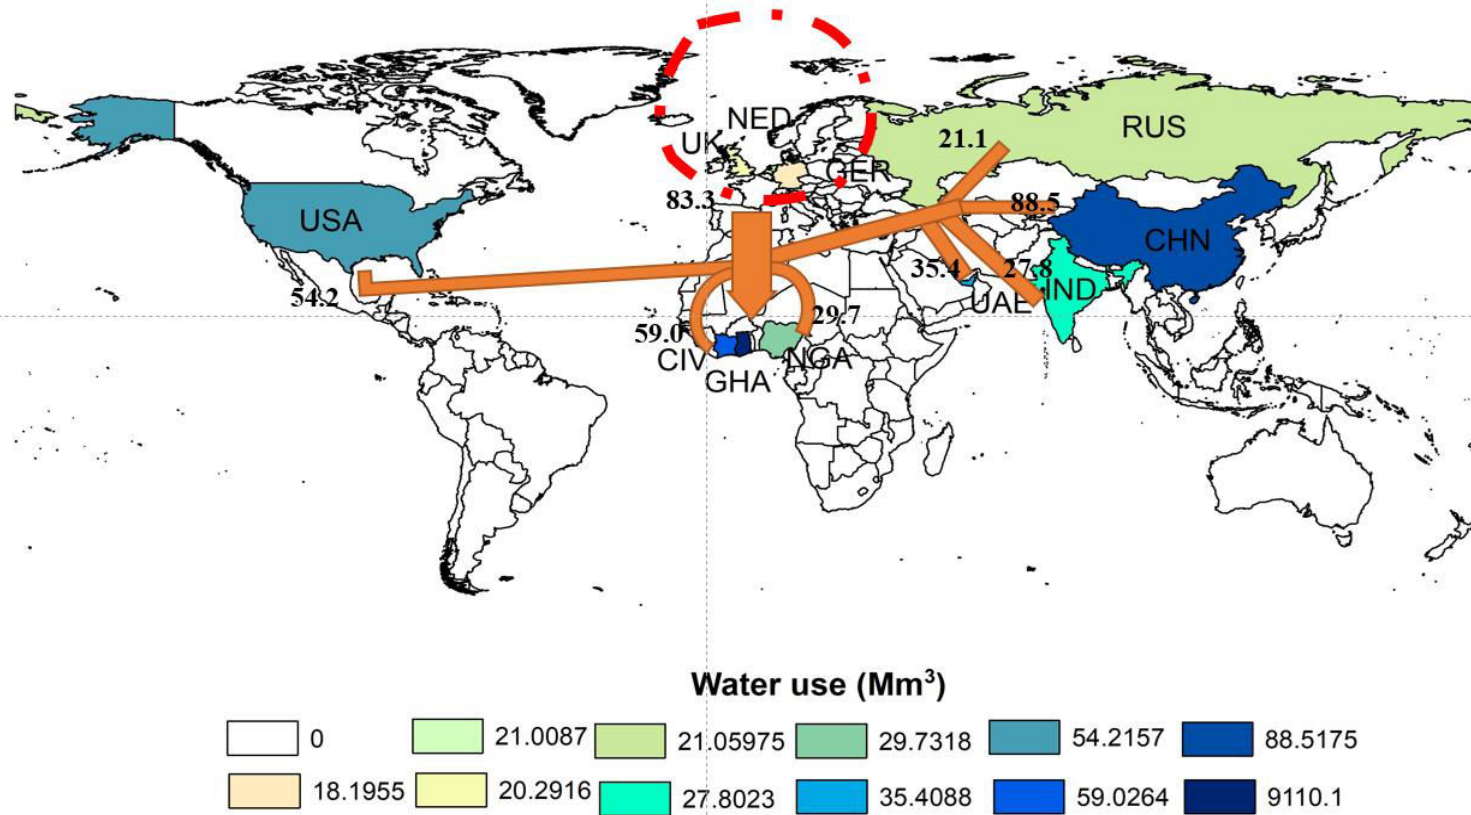 NED
UK
21.1
RUS
GER
83.3
88.5
USA
CHN
35.4
27.8
IND
54.2
UAE
29.7
59.0
CIV
NGA
GHA
Water use (Mm³)
0
21.0087
21.05975
29.7318
54.2157
88.5175
18.1955
20.2916
27.8023
35.4088
59.0264
9110.1